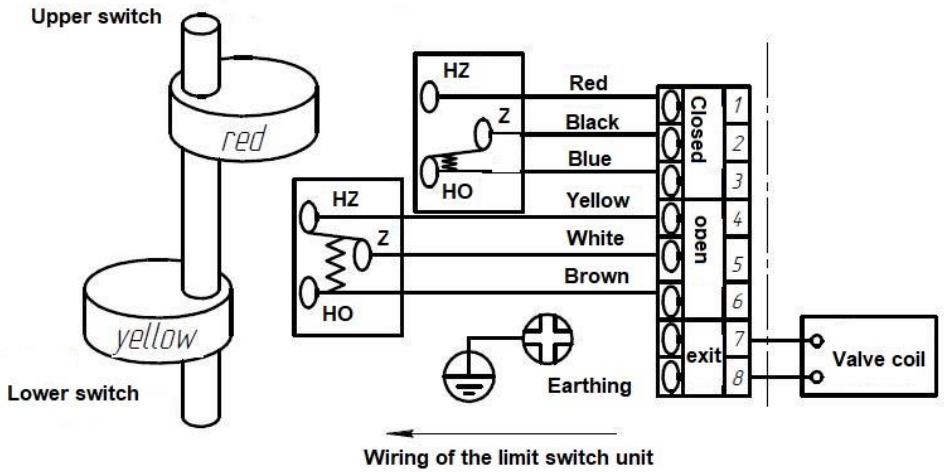 Upper switch
red
yellow
Lower switch
HZ
Z
HO
HZ
Z
HO
Red
Black
Blue
Yellow
White
Brown
Closed
open
exit
1
2
3
4
5
6
7
8
Valve coil
Earthing
Wiring of the limit switch unit